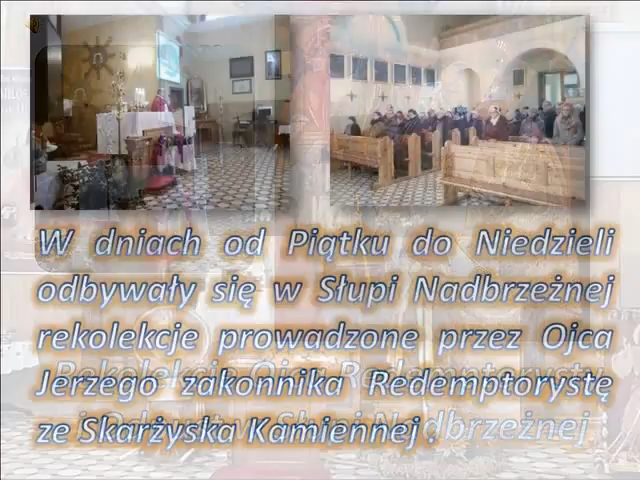 W dniach od Piątku do Niedzieli
odbywały się w Słupi Nadbrzeżnej
rekolekcje prowadzone przez Ojca
Jerzego zakonnika Redemptorystę
ze Skarżyska Kamiennej .